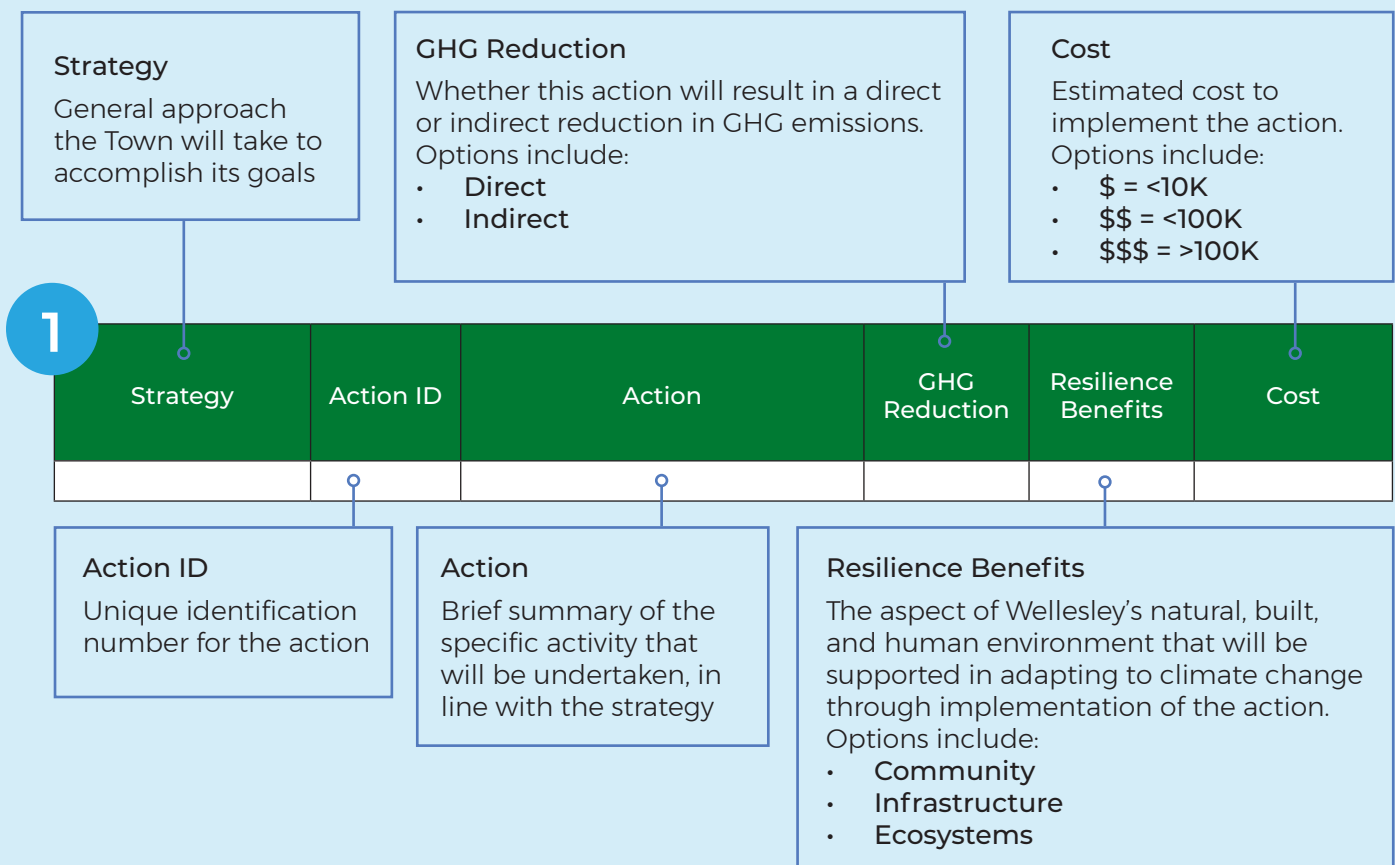 Strategy
General approach
the Town will take to
accomplish its goals
GHG Reduction
Whether this action will result in a direct
or indirect reduction in GHG emissions.
Options include:
• Direct
• Indirect
Cost
Estimated cost to
implement the action.
Options include:
• $ = <10K
• $$ = <100K
• $$$ = >100K
1
Strategy
Action ID
Action
GHG
Reduction
Resilience
Benefits
Cost
Action ID
Unique identification
number for the action
Action
Brief summary of the
specific activity that
will be undertaken, in
line with the strategy
Resilience Benefits
The aspect of Wellesley’s natural, built,
and human environment that will be
supported in adapting to climate change
through implementation of the action.
Options include:
• Community
• Infrastructure
• Ecosystems